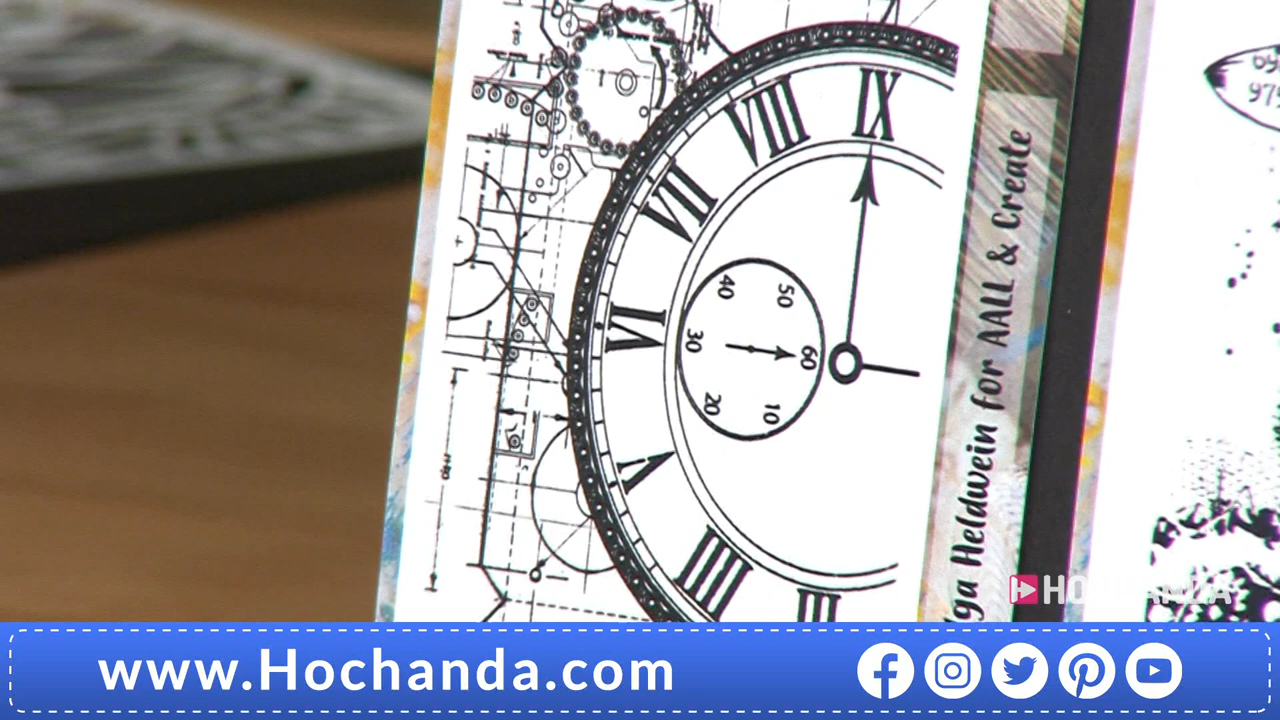 IX
VIII
VII
VI
V
IIII
III
50
40
30
60
20
10
ga Heldwein for AALL & Create
HOCHANDA
www.Hochanda.com